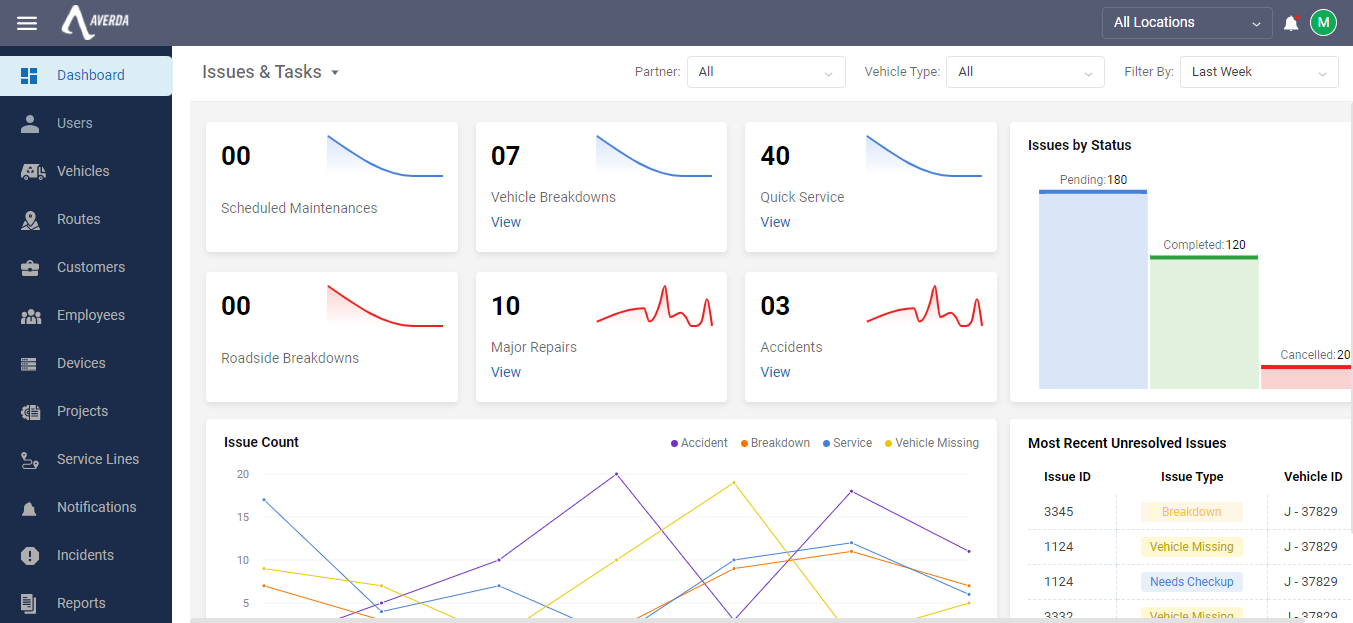 AVERDA
All Locations
M
Dashboard
Users
Vehicles
Routes
Customers
Employees
Devices
Projects
Service Lines
Notifications
Incidents
Reports
Issues & Tasks
Partner: All
Vehicle Type: All
Filter By: Last Week
00
Scheduled Maintenances
07
Vehicle Breakdowns
View
40
Quick Service
View
00
Roadside Breakdowns
10
Major Repairs
View
03
Accidents
View
Issues by Status
Pending: 180
Completed: 120
Cancelled: 20
Issue Count
Accident Breakdown Service Vehicle Missing
20
15
10
5
Most Recent Unresolved Issues
Issue ID Issue Type Vehicle ID
3345 Breakdown J - 37829
1124 Vehicle Missing J - 37829
1124 Needs Checkup J - 37829
3332 Vehicle Missing J - 37829